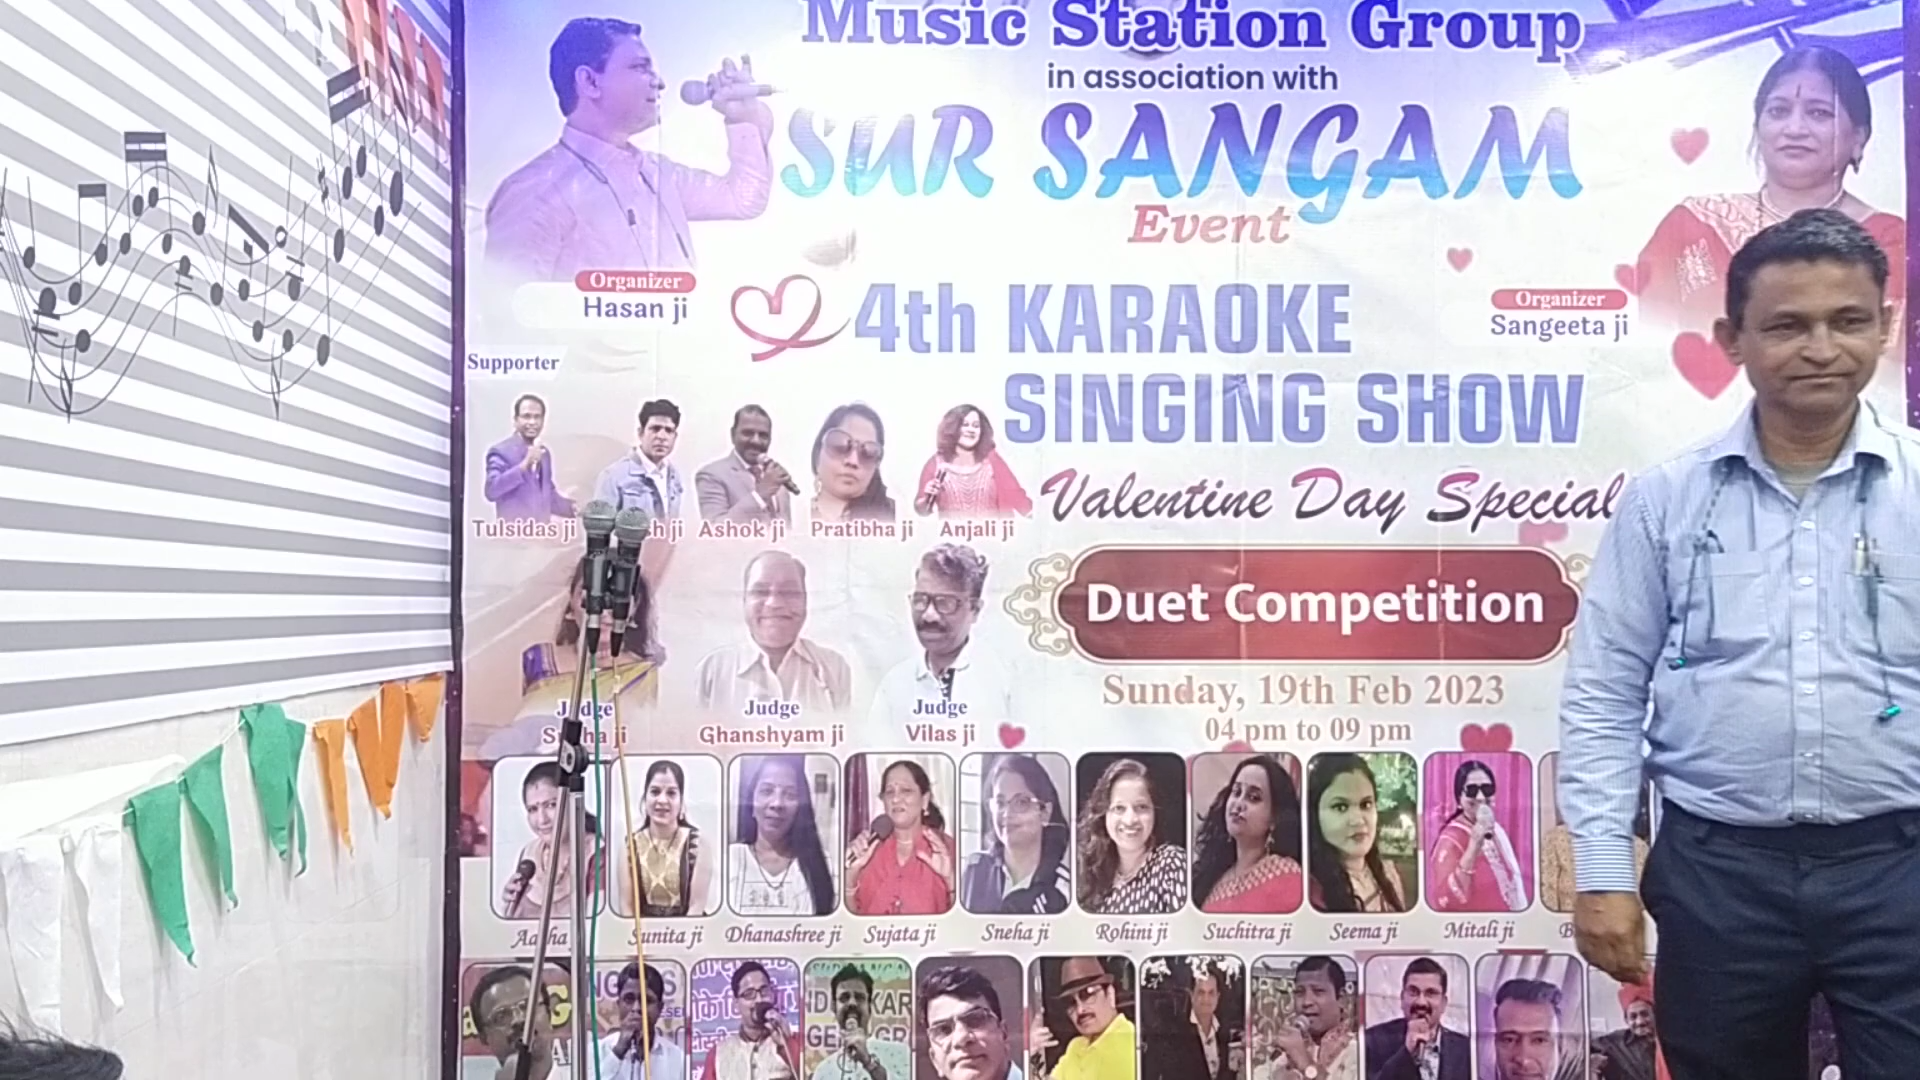 Music Station Group
in association with
SUR SANGAM
Event
Organizer
Hasan ji
Organizer
Sangeeta ji
4th KARAOKE
SINGING SHOW
Supporter
Tulsidas ji
Ashok ji
Pratibha ji
Anjali ji
Valentine Day Special
Duet Competition
Judge
Judge
Ghanshyam ji
Judge
Vilas ji
Sunday, 19th Feb 2023
04 pm to 09 pm
Sunita ji
Dhanashree ji
Sujata ji
Sneha ji
Rohini ji
Suchitra ji
Seema ji
Mitali ji